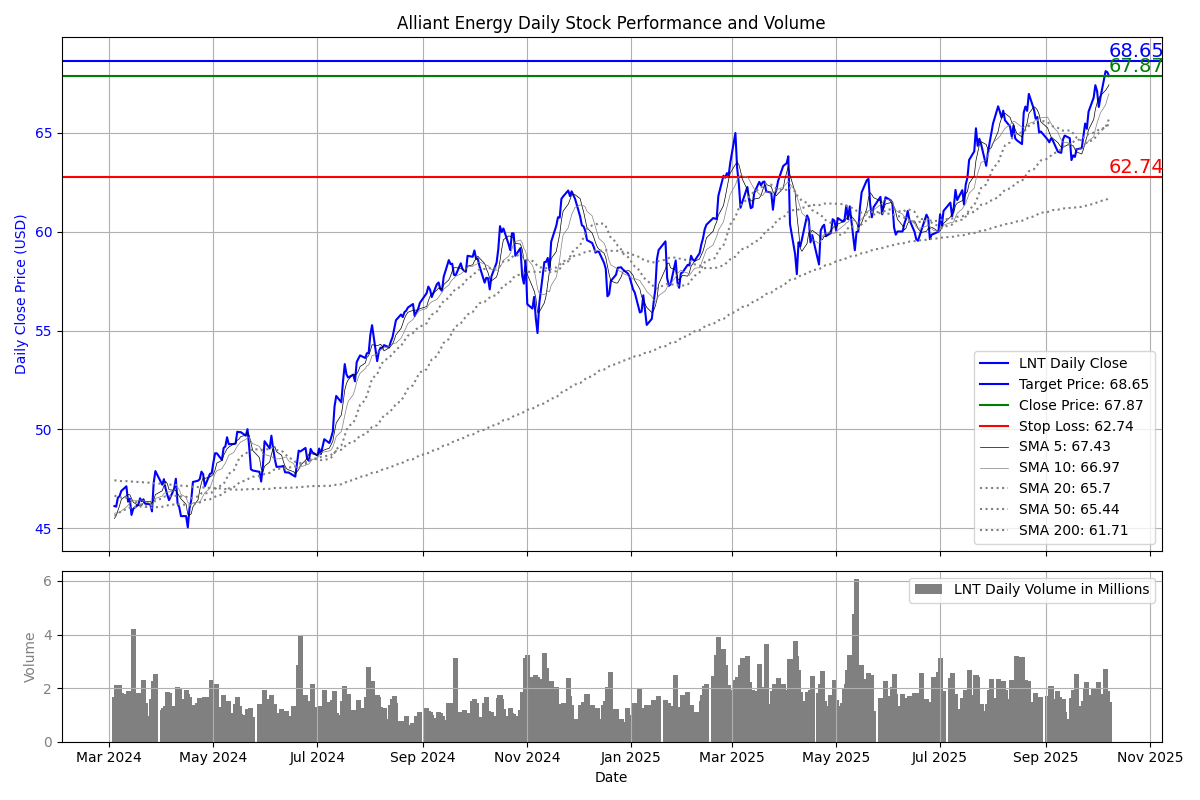 Alliant Energy Daily Stock Performance and Volume
68.65
67.87
62.74
65
60
55
50
45
Daily Close Price (USD)
LNT Daily Close
Target Price: 68.65
Close Price: 67.87
Stop Loss: 62.74
SMA 5: 67.43
SMA 10: 66.97
SMA 20: 65.7
SMA 50: 65.44
SMA 200: 61.71
6
4
2
0
Volume
LNT Daily Volume in Millions
Mar 2024 May 2024 Jul 2024 Sep 2024 Nov 2024 Jan 2025 Mar 2025 May 2025 Jul 2025 Sep 2025 Nov 2025
Date